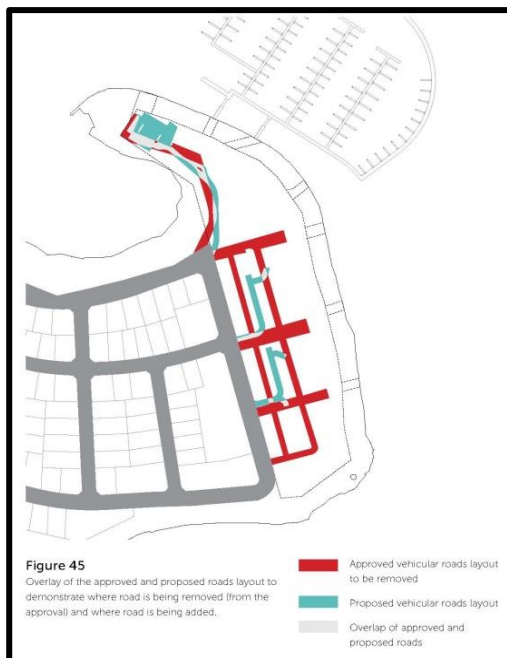 Figure 45
Overlay of the approved and proposed roads layout to
demonstrate where road is being removed (from the
approval) and where road is being added.
Approved vehicular roads layout
to be removed
Proposed vehicular roads layout
Overlap of approved and
proposed roads